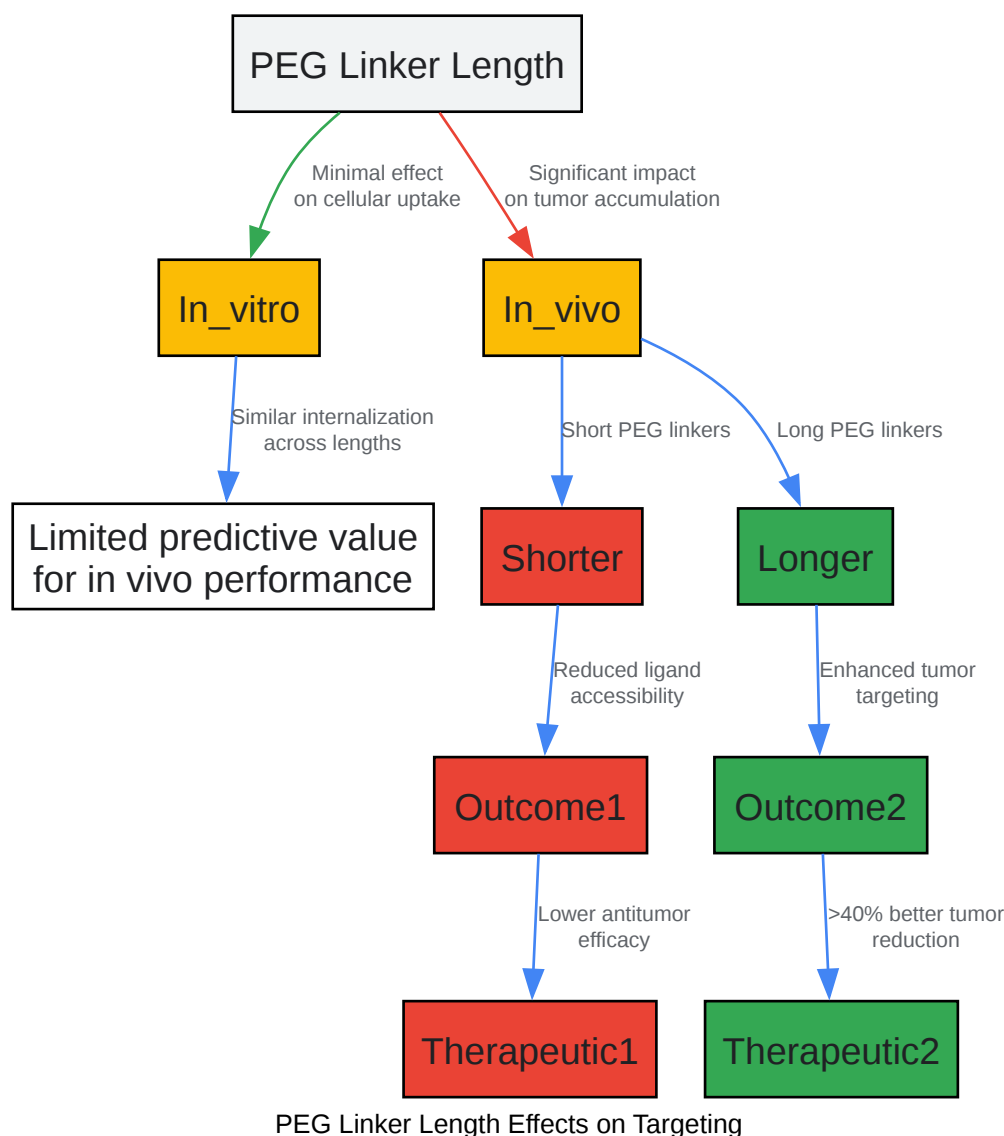 PEG Linker Length
Minimal effect
on cellular uptake
Significant impact
on tumor accumulation
In_vitro
In_vivo
Similar internalization
across lengths
Short PEG linkers
Long PEG linkers
Limited predictive value
for in vivo performance
Shorter
Longer
Reduced ligand
accessibility
Enhanced tumor
targeting
Outcome1
Outcome2
Lower antitumor
efficacy
>40% better tumor
reduction
Therapeutic1
Therapeutic2
PEG Linker Length Effects on Targeting